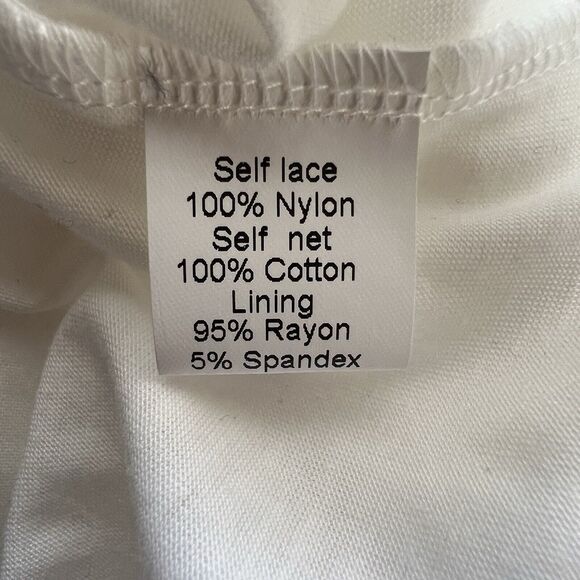 Self lace
100% Nylon
Self net
100% Cotton
Lining
95% Rayon
5% Spandex